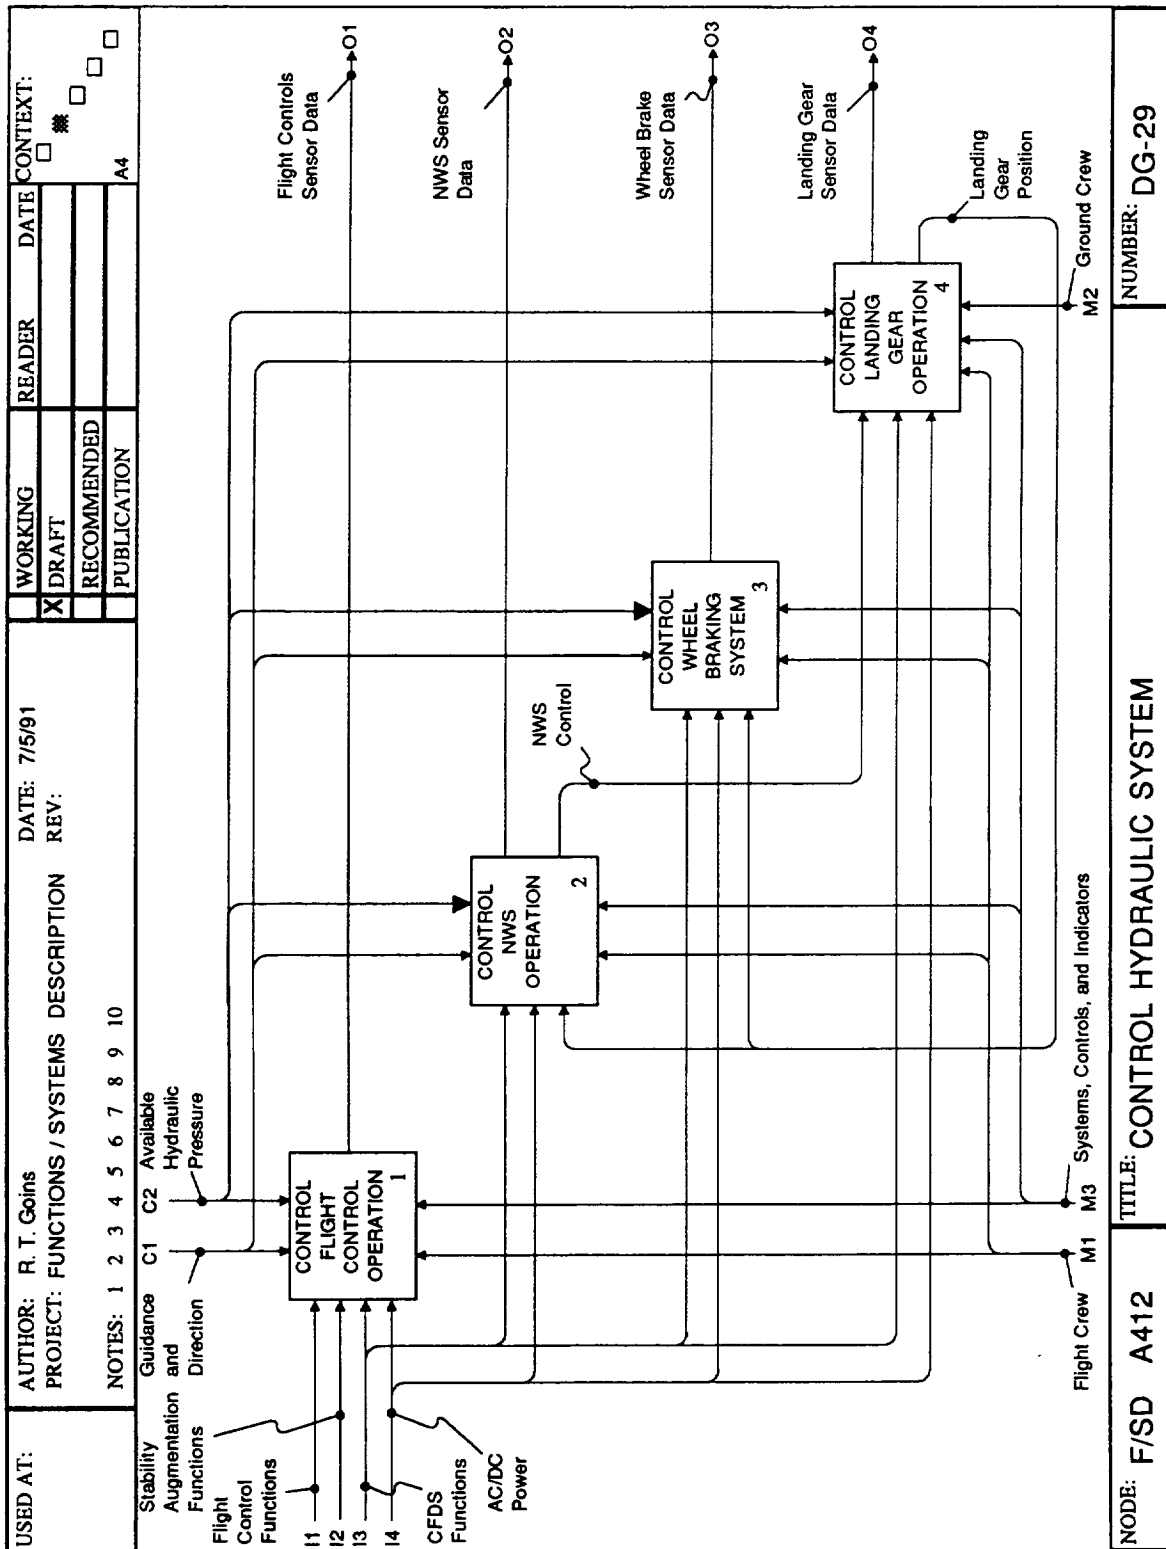 USED AT:
AUTHOR: R. T. Goins
DATE: 7/5/91
PROJECT: FUNCTIONS / SYSTEMS DESCRIPTION
REV:
NOTES: 1 2 3 4 5 6 7 8 9 10
WORKING
X DRAFT
RECOMMENDED
PUBLICATION
READER
DATE
CONTEXT:
A4
Stability
Augmentation
Functions
Guidance
and
Direction
C1
C2
Available
Hydraulic
Pressure
Flight
Control
Functions
I1
I2
I3
I4
CFDS
Functions
AC/DC
Power
CONTROL
FLIGHT
CONTROL
OPERATION
1
CONTROL
NWS
OPERATION
2
NWS
Control
CONTROL
WHEEL
BRAKING
SYSTEM
3
CONTROL
LANDING
GEAR
OPERATION
4
Flight Controls
Sensor Data
O1
NWS Sensor
Data
O2
Wheel Brake
Sensor Data
O3
Landing Gear
Sensor Data
O4
Landing
Gear
Position
Flight Crew
M1
M3
Systems, Controls, and Indicators
M2
Ground Crew
NODE: F/SD A412
TITLE: CONTROL HYDRAULIC SYSTEM
NUMBER: DG-29